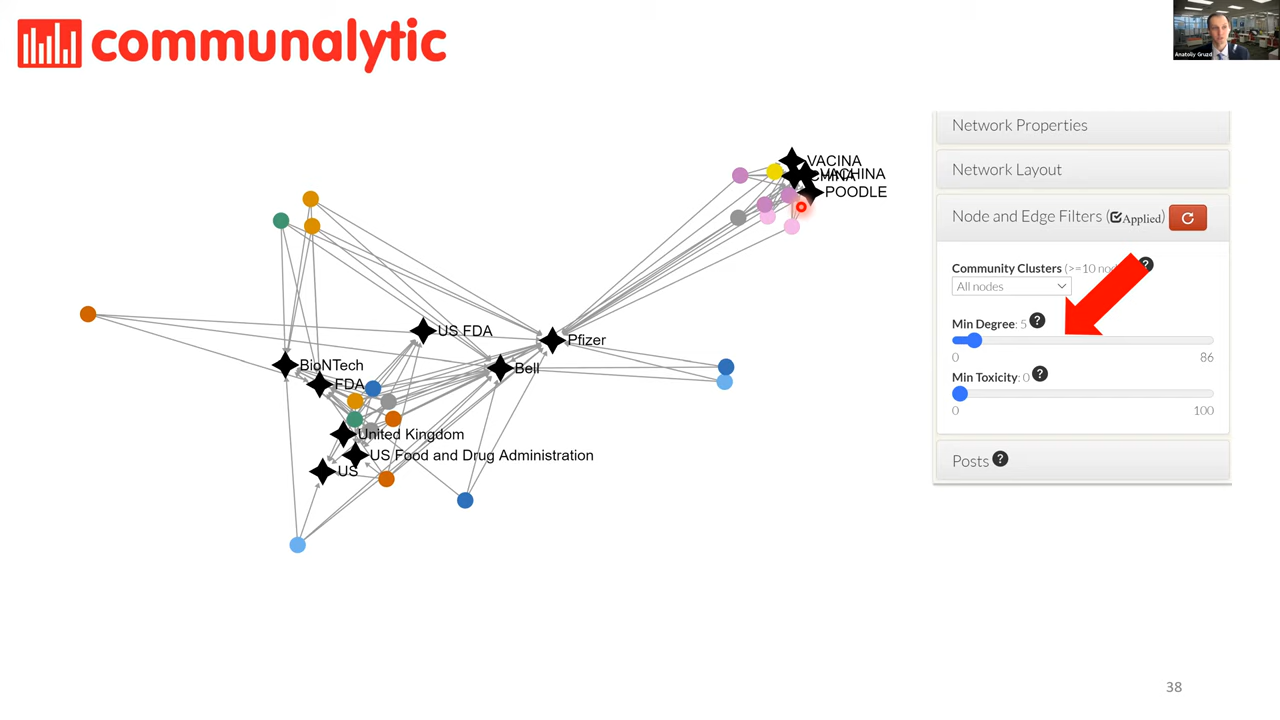 communalytic
Anatoliy Gruzd
VACINA
CHINA
VACHINA
POODLE
US FDA
Pfizer
BioNTech
Bell
FDA
United Kingdom
US Food and Drug Administration
US
Network Properties
Network Layout
Node and Edge Filters (Applied)
Community Clusters (>=10 nod ?
All nodes
Min Degree: 5 ?
0 86
Min Toxicity: 0 ?
0 100
Posts ?
38